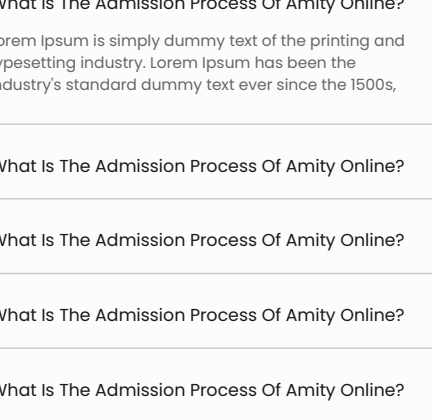 What Is The Admission Process Of Amity Online?
orem Ipsum is simply dummy text of the printing and
ypesetting industry. Lorem Ipsum has been the
ndustry's standard dummy text ever since the 1500s,
What Is The Admission Process Of Amity Online?
What Is The Admission Process Of Amity Online?
What Is The Admission Process Of Amity Online?
What Is The Admission Process Of Amity Online?